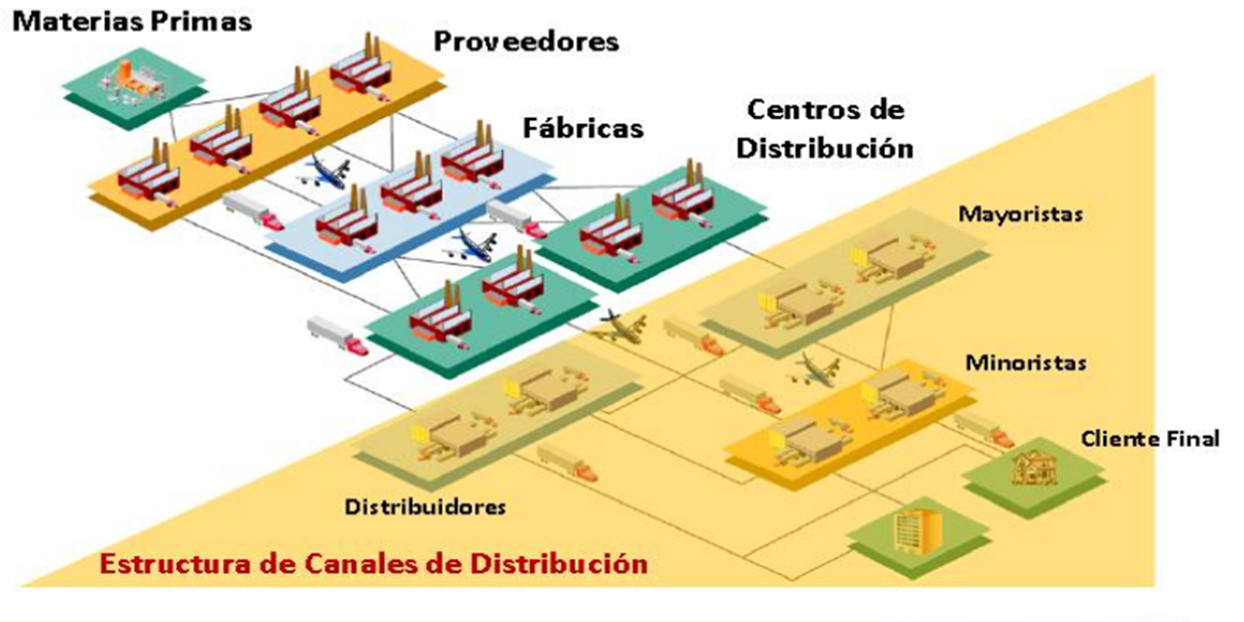 Materias Primas
Proveedores
Fábricas
Centros de
Distribución
Mayoristas
Minoristas
Cliente Final
Distribuidores
Estructura de Canales de Distribución